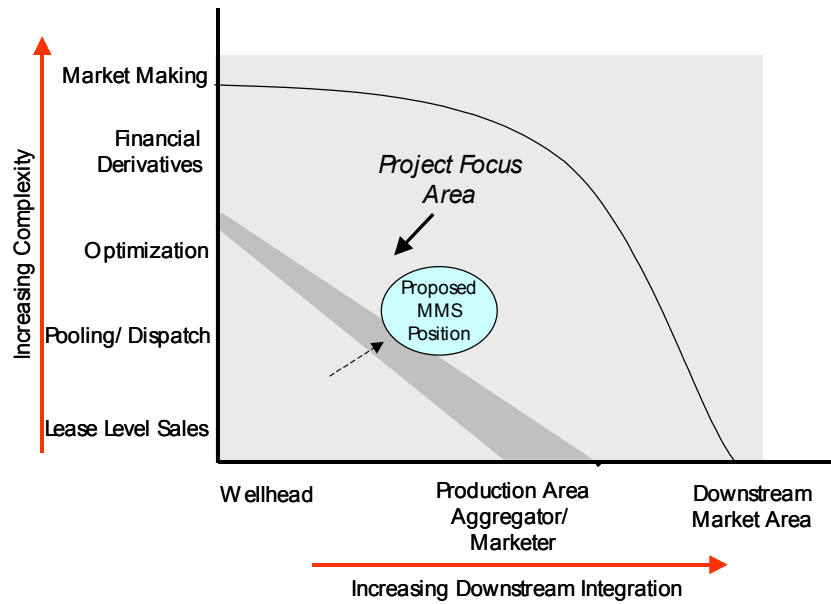 Market Making
Financial
Derivatives
Optimization
Pooling/ Dispatch
Lease Level Sales
Increasing Complexity
Project Focus
Area
Proposed
MMS
Position
Wellhead
Production Area
Aggregator/
Marketer
Downstream
Market Area
Increasing Downstream Integration